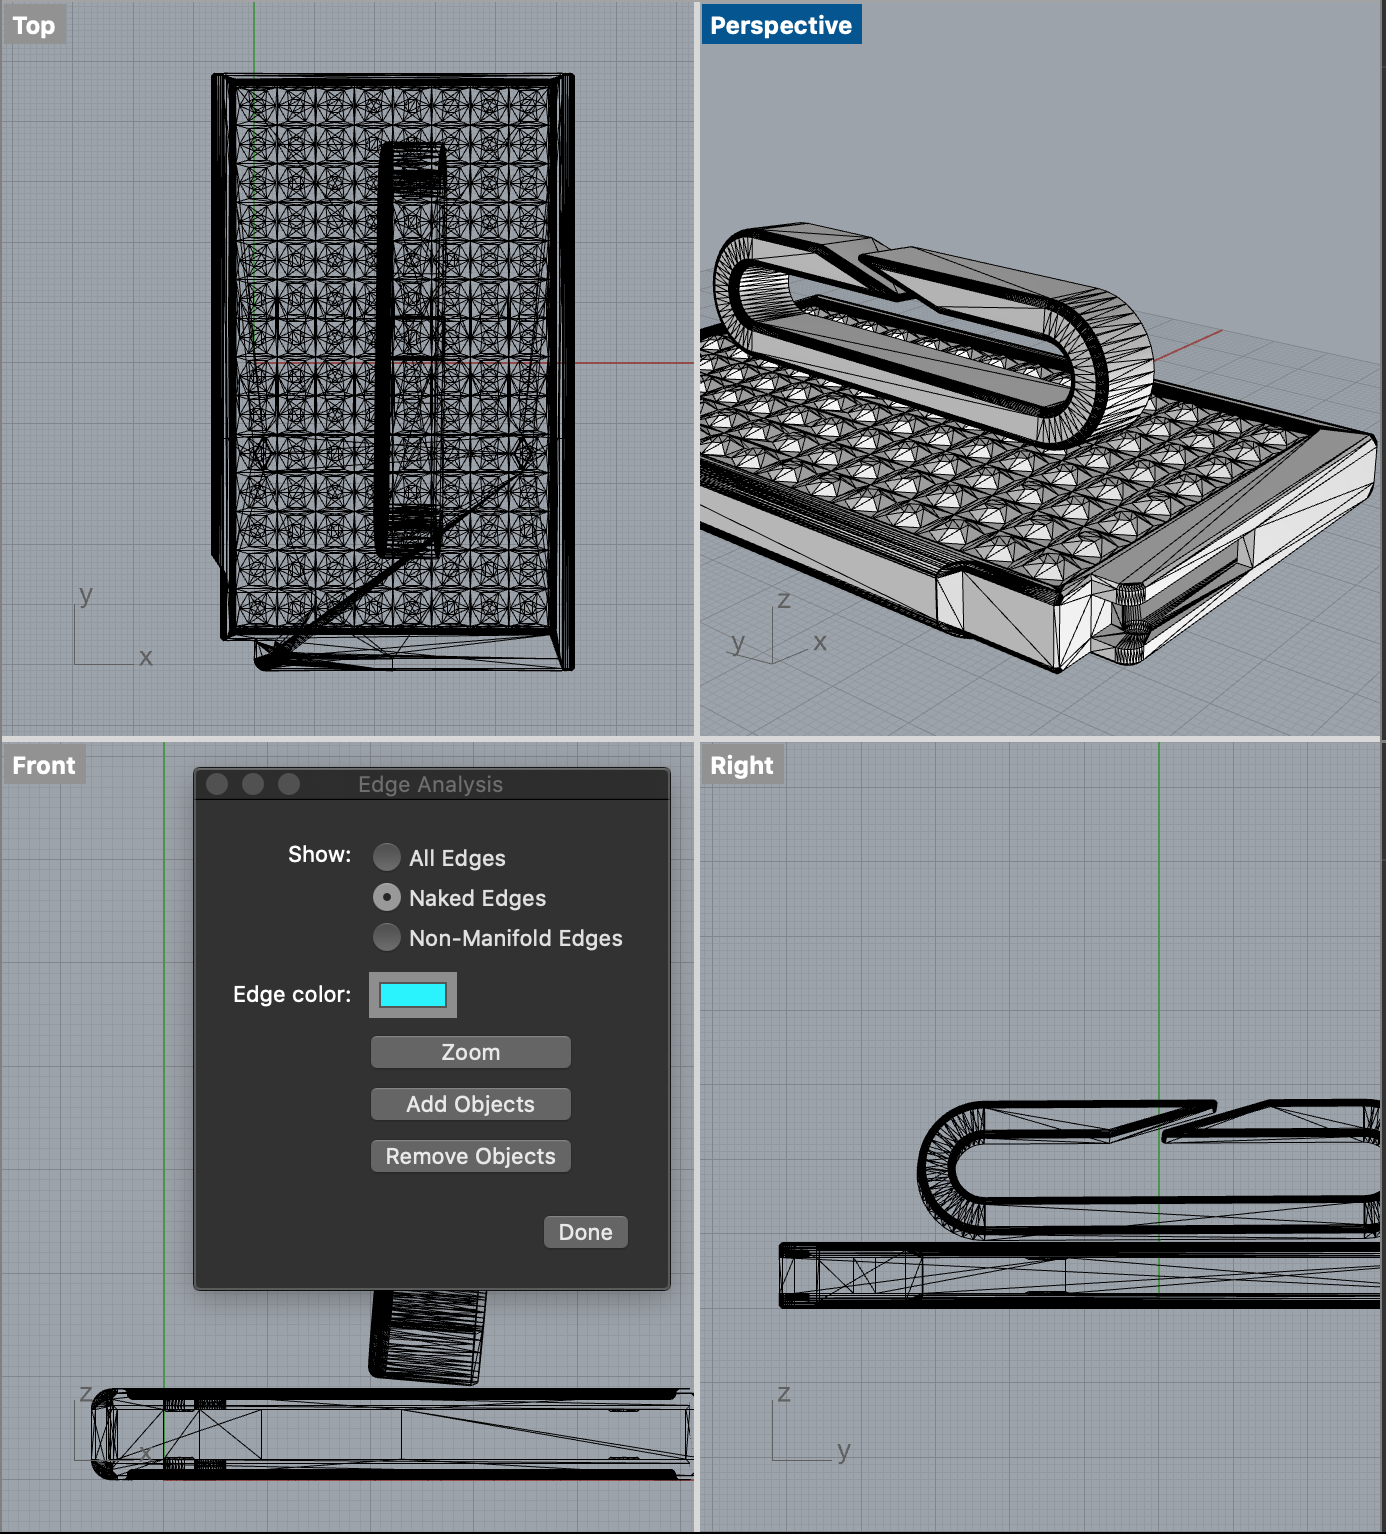 Top
Perspective
y
x
z
y
x
Front
Right
Edge Analysis
Show:
All Edges
Naked Edges
Non-Manifold Edges
Edge color:
Zoom
Add Objects
Remove Objects
Done
z
x
z
y